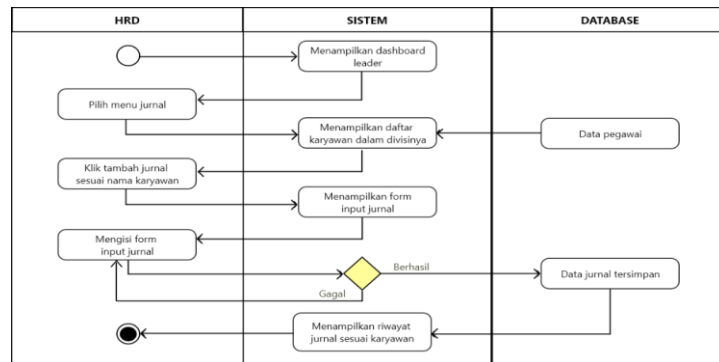 HRD
SISTEM
DATABASE
Menampilkan dashboard
leader
Pilih menu jurnal
Menampilkan daftar
karyawan dalam divisinya
Data pegawai
Klik tambah jurnal
sesuai nama karyawan
Menampilkan form
input jurnal
Mengisi form
input jurnal
Berhasil
Data jurnal tersimpan
Gagal
Menampilkan riwayat
jurnal sesuai karyawan